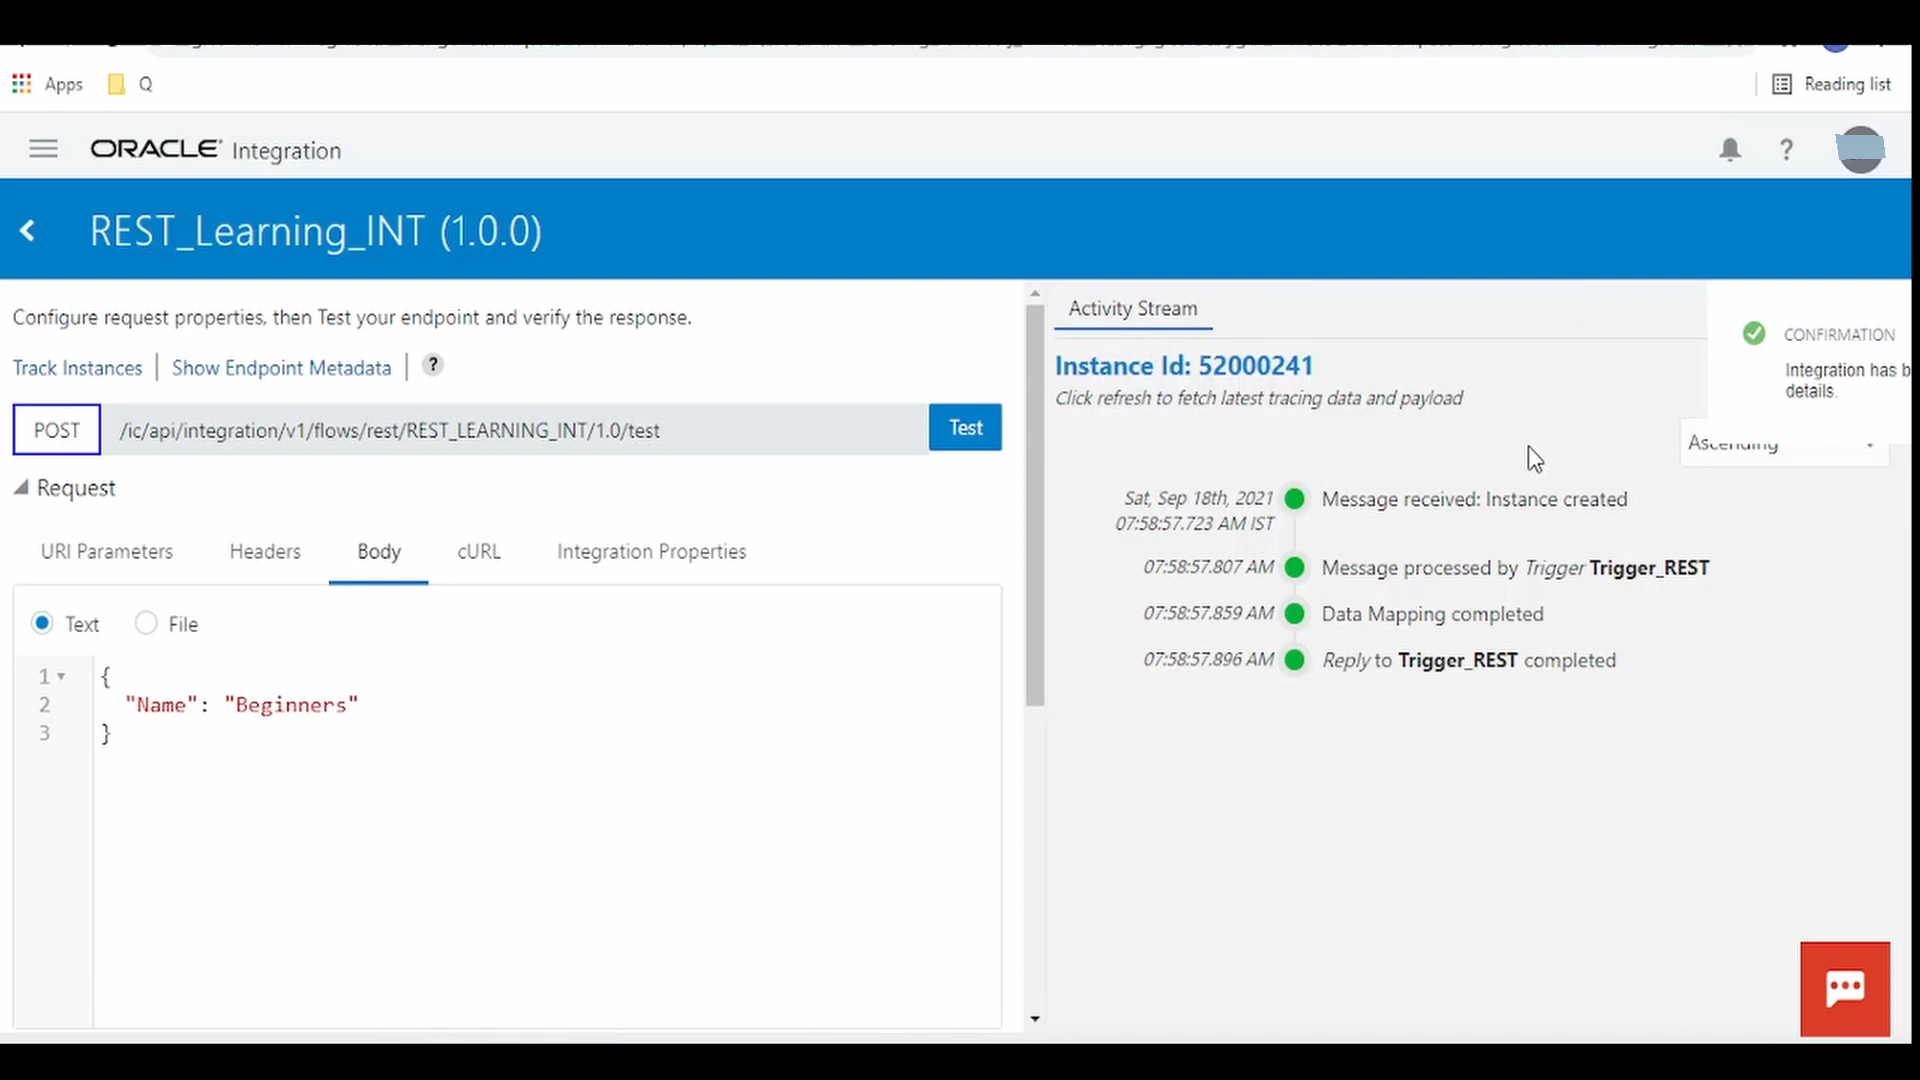 Apps
Q
Reading list
ORACLE Integration
?
REST_Learning_INT (1.0.0)
Configure request properties, then Test your endpoint and verify the response.
Track Instances
Show Endpoint Metadata
?
POST
/ic/api/integration/v1/flows/rest/REST_LEARNING_INT/1.0/test
Test
Request
URI Parameters
Headers
Body
cURL
Integration Properties
Text
File
1
{
2
"Name": "Beginners"
3
}
Activity Stream
CONFIRMATION
Integration has b
details.
Instance Id: 52000241
Click refresh to fetch latest tracing data and payload
Ascending
Sat, Sep 18th, 2021
07:58:57.723 AM IST
Message received: Instance created
07:58:57.807 AM
Message processed by Trigger Trigger_REST
07:58:57.859 AM
Data Mapping completed
07:58:57.896 AM
Reply to Trigger_REST completed